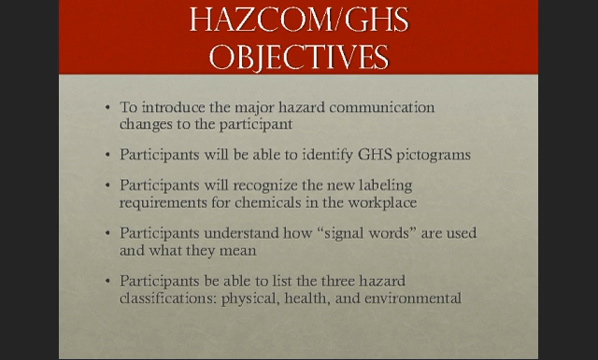 HAZCOM/GHS
OBJECTIVES
• To introduce the major hazard communication
changes to the participant
• Participants will be able to identify GHS pictograms
• Participants will recognize the new labeling
requirements for chemicals in the workplace
• Participants understand how “signal words” are used
and what they mean
• Participants be able to list the three hazard
classifications: physical, health, and environmental